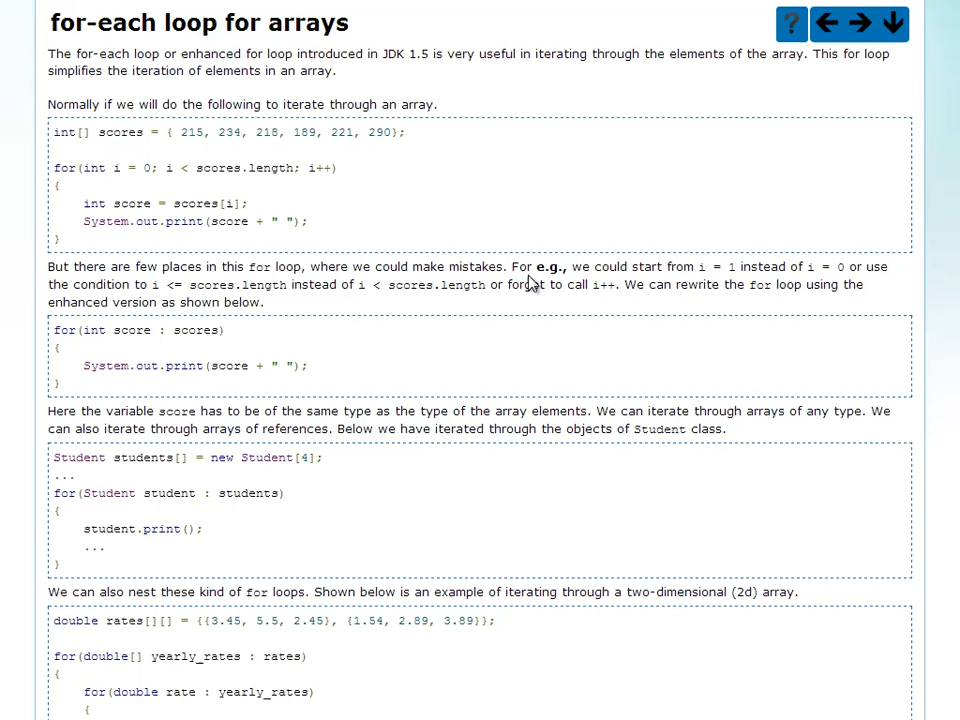 for-each loop for arrays
?
The for-each loop or enhanced for loop introduced in JDK 1.5 is very useful in iterating through the elements of the array. This for loop
simplifies the iteration of elements in an array.
Normally if we will do the following to iterate through an array.
int[] scores = { 215, 234, 218, 189, 221, 290};
for(int i = 0; i < scores.length; i++)
{
int score = scores[i];
System.out.print(score + " ");
}
But there are few places in this for loop, where we could make mistakes. For e.g., we could start from i = 1 instead of i = 0 or use
the condition to i <= scores.length instead of i < scores.length or forget to call i++. We can rewrite the for loop using the
enhanced version as shown below.
for(int score : scores)
{
System.out.print(score + " ");
}
Here the variable score has to be of the same type as the type of the array elements. We can iterate through arrays of any type. We
can also iterate through arrays of references. Below we have iterated through the objects of Student class.
Student students[] = new Student[4];
...
for(Student student : students)
{
student.print();
...
}
We can also nest these kind of for loops. Shown below is an example of iterating through a two-dimensional (2d) array.
double rates[][] = {{3.45, 5.5, 2.45}, {1.54, 2.89, 3.89}};
for(double[] yearly_rates : rates)
{
for(double rate : yearly_rates)
{